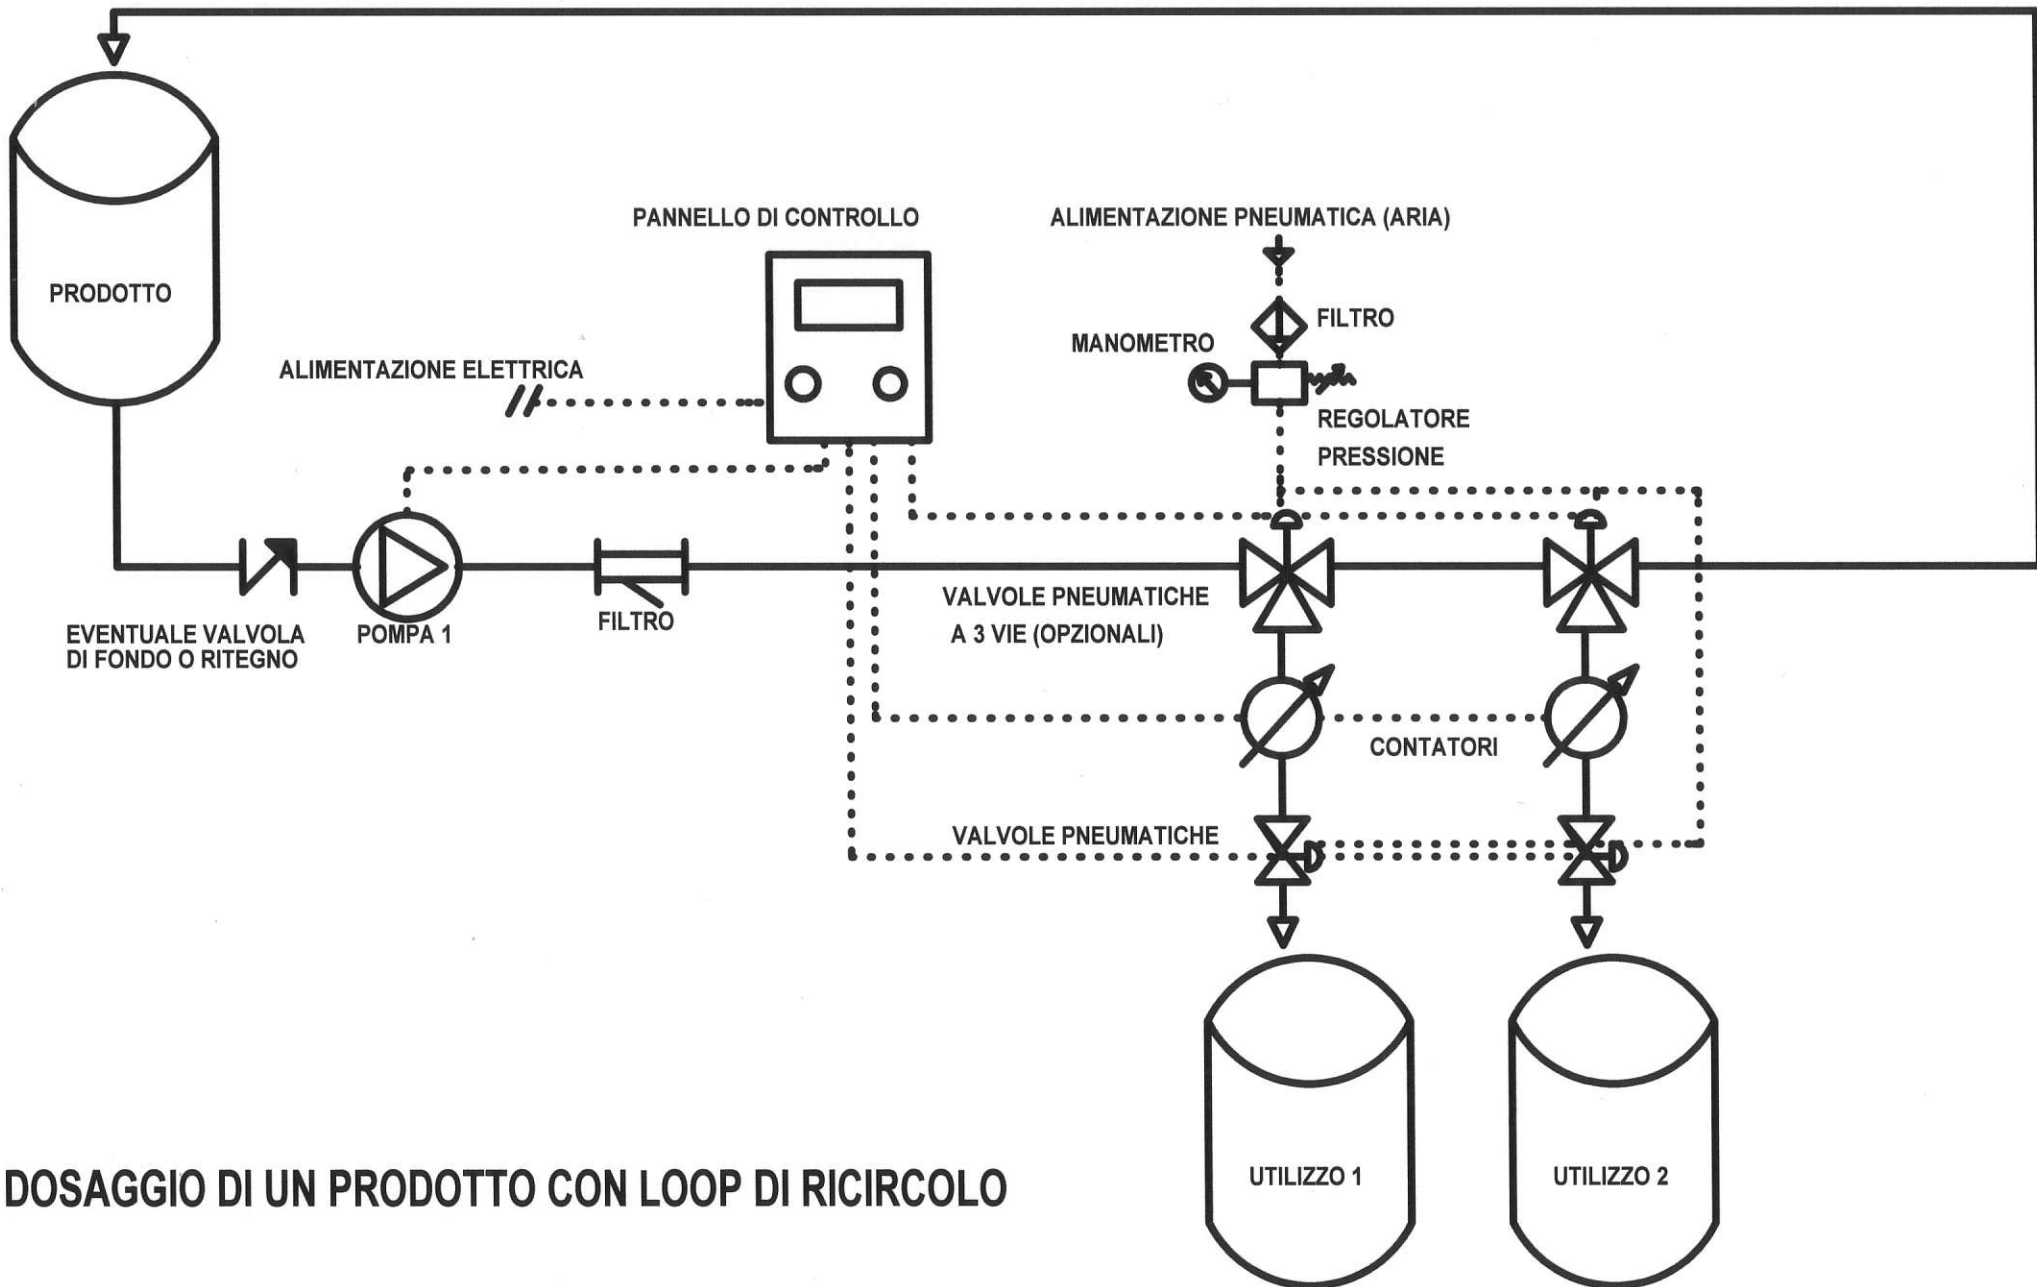 PANNELLO DI CONTROLLO
ALIMENTAZIONE PNEUMATICA (ARIA)
PRODOTTO
FILTRO
MANOMETRO
ALIMENTAZIONE ELETTRICA
REGOLATORE
PRESSIONE
VALVOLE PNEUMATICHE
A 3 VIE (OPZIONALI)
FILTRO
EVENTUALE VALVOLA
DI FONDO O RITEGNO
POMPA 1
CONTATORI
VALVOLE PNEUMATICHE
UTILIZZO 1
UTILIZZO 2
DOSAGGIO DI UN PRODOTTO CON LOOP DI RICIRCOLO